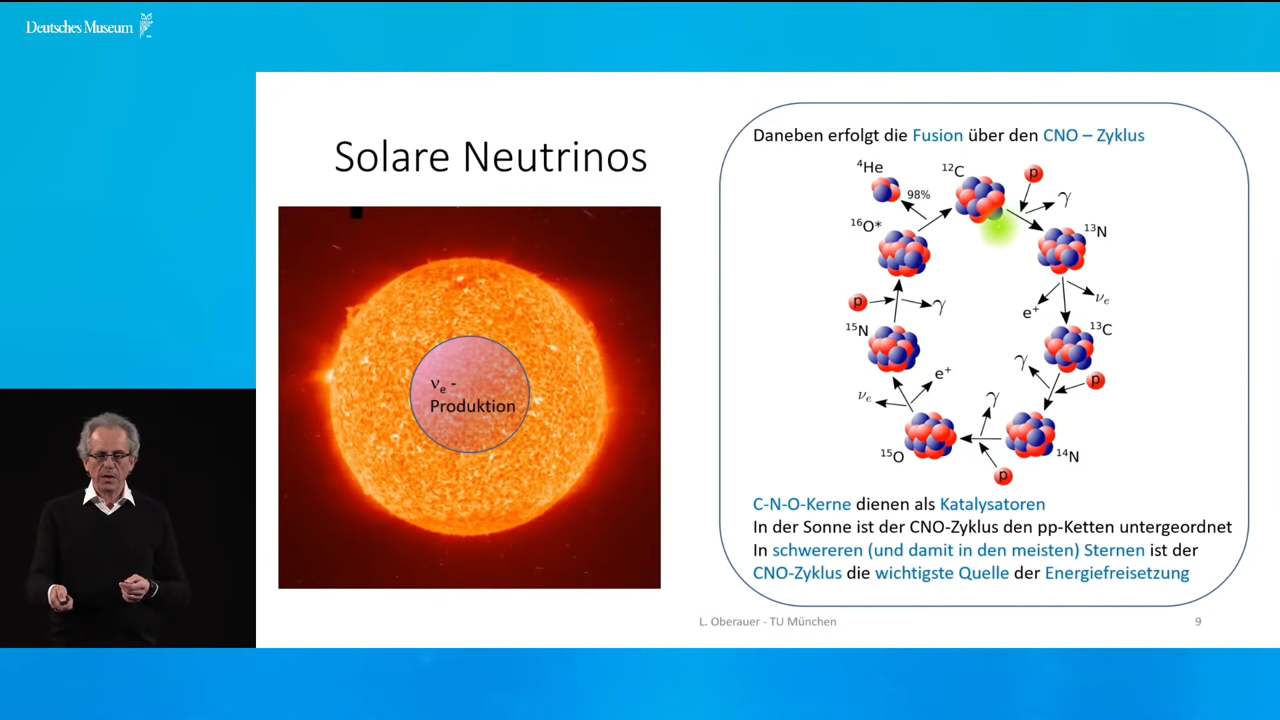 Deutsches Museum
Solare Neutrinos
νe -
Produktion
Daneben erfolgt die Fusion über den CNO – Zyklus
⁴He
98%
¹²C
p
γ
¹³N
νe
e⁺
¹³C
γ
p
¹⁴N
γ
p
¹⁵O
νe
e⁺
¹⁵N
p
γ
¹⁶O*
C-N-O-Kerne dienen als Katalysatoren
In der Sonne ist der CNO-Zyklus den pp-Ketten untergeordnet
In schwereren (und damit in den meisten) Sternen ist der
CNO-Zyklus die wichtigste Quelle der Energiefreisetzung
L. Oberauer - TU München
9